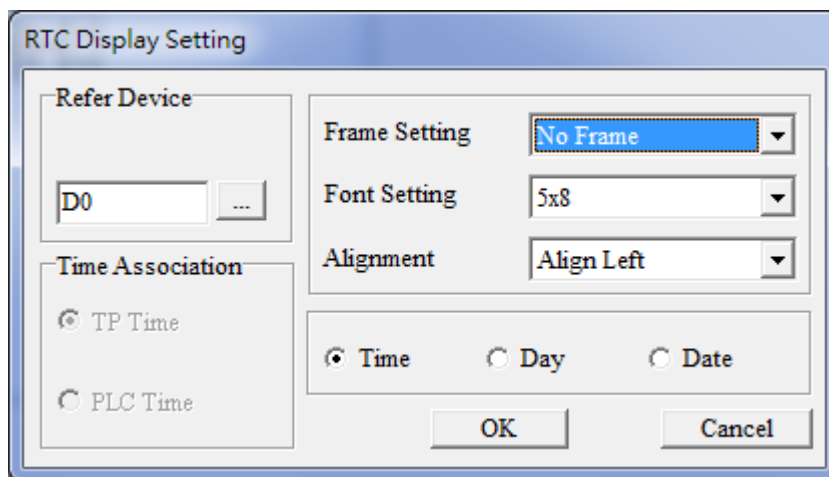 RTC Display Setting
Refer Device
D0
...
Time Association
TP Time
PLC Time
Frame Setting
No Frame
Font Setting
5x8
Alignment
Align Left
Time
Day
Date
OK
Cancel